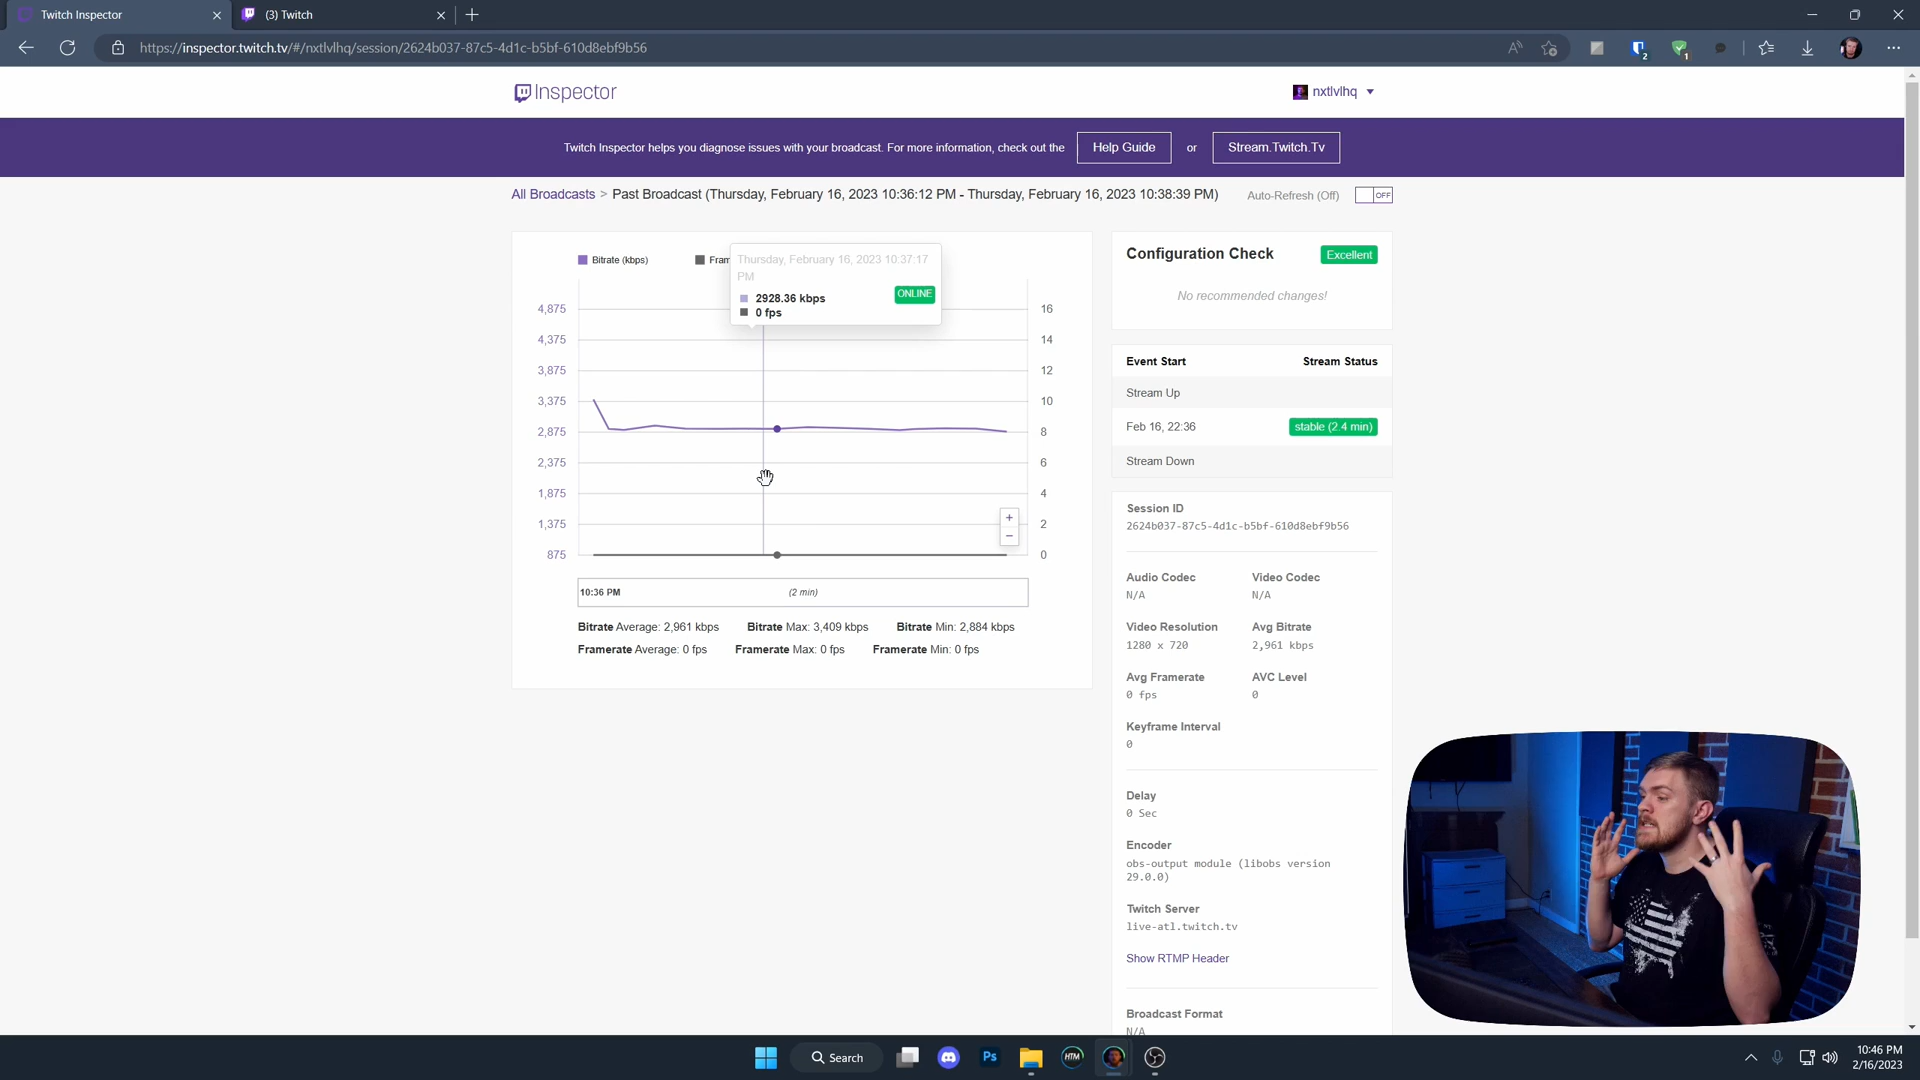 Twitch Inspector
(3) Twitch
https://inspector.twitch.tv/#/nxtlvlhq/session/2624b037-87c5-4d1c-b5bf-610d8ebf9b56
2
1
Inspector
nxtlvlhq
Twitch Inspector helps you diagnose issues with your broadcast. For more information, check out the
Help Guide
or
Stream.Twitch.Tv
All Broadcasts > Past Broadcast (Thursday, February 16, 2023 10:36:12 PM - Thursday, February 16, 2023 10:38:39 PM)
Auto-Refresh (Off)
OFF
Bitrate (kbps)
Fram
Thursday, February 16, 2023 10:37:17
PM
2928.36 kbps
ONLINE
0 fps
4,875
16
4,375
14
3,875
12
3,375
10
2,875
8
2,375
6
1,875
4
1,375
2
875
0
+
−
10:36 PM
(2 min)
Bitrate Average: 2,961 kbps
Bitrate Max: 3,409 kbps
Bitrate Min: 2,884 kbps
Framerate Average: 0 fps
Framerate Max: 0 fps
Framerate Min: 0 fps
Configuration Check
Excellent
No recommended changes!
Event Start
Stream Status
Stream Up
Feb 16, 22:36
stable (2.4 min)
Stream Down
Session ID
2624b037-87c5-4d1c-b5bf-610d8ebf9b56
Audio Codec
Video Codec
N/A
N/A
Video Resolution
Avg Bitrate
1280 x 720
2,961 kbps
Avg Framerate
AVC Level
0 fps
0
Keyframe Interval
0
Delay
0 Sec
Encoder
obs-output module (libobs version
29.0.0)
Twitch Server
live-atl.twitch.tv
Show RTMP Header
Broadcast Format
N/A
Search
Ps
HTM
10:46 PM
2/16/2023